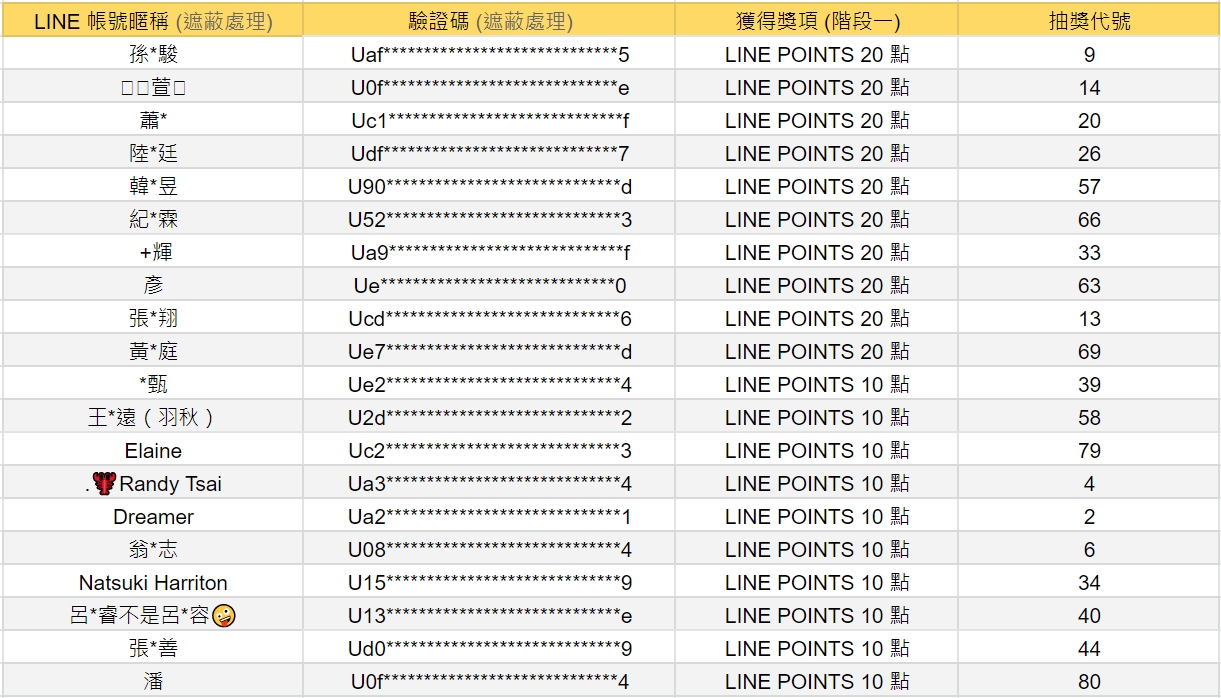 LINE 帳號暱稱 (遮蔽處理) 驗證碼 (遮蔽處理) 獲得獎項 (階段一) 抽獎代號
孫*駿 Uaf*****************************5 LINE POINTS 20 點 9
□□萱□ U0f*****************************e LINE POINTS 20 點 14
蕭* Uc1*****************************f LINE POINTS 20 點 20
陸*廷 Udf*****************************7 LINE POINTS 20 點 26
韓*昱 U90*****************************d LINE POINTS 20 點 57
紀*霖 U52*****************************3 LINE POINTS 20 點 66
+輝 Ua9*****************************f LINE POINTS 20 點 33
彥 Ue*****************************0 LINE POINTS 20 點 63
張*翔 Ucd*****************************6 LINE POINTS 20 點 13
黃*庭 Ue7*****************************d LINE POINTS 20 點 69
*甄 Ue2*****************************4 LINE POINTS 10 點 39
王*遠（羽秋） U2d*****************************2 LINE POINTS 10 點 58
Elaine Uc2*****************************3 LINE POINTS 10 點 79
.🦞Randy Tsai Ua3*****************************4 LINE POINTS 10 點 4
Dreamer Ua2*****************************1 LINE POINTS 10 點 2
翁*志 U08*****************************4 LINE POINTS 10 點 6
Natsuki Harriton U15*****************************9 LINE POINTS 10 點 34
呂*睿不是呂*容🤪 U13*****************************e LINE POINTS 10 點 40
張*善 Ud0*****************************9 LINE POINTS 10 點 44
潘 U0f*****************************4 LINE POINTS 10 點 80